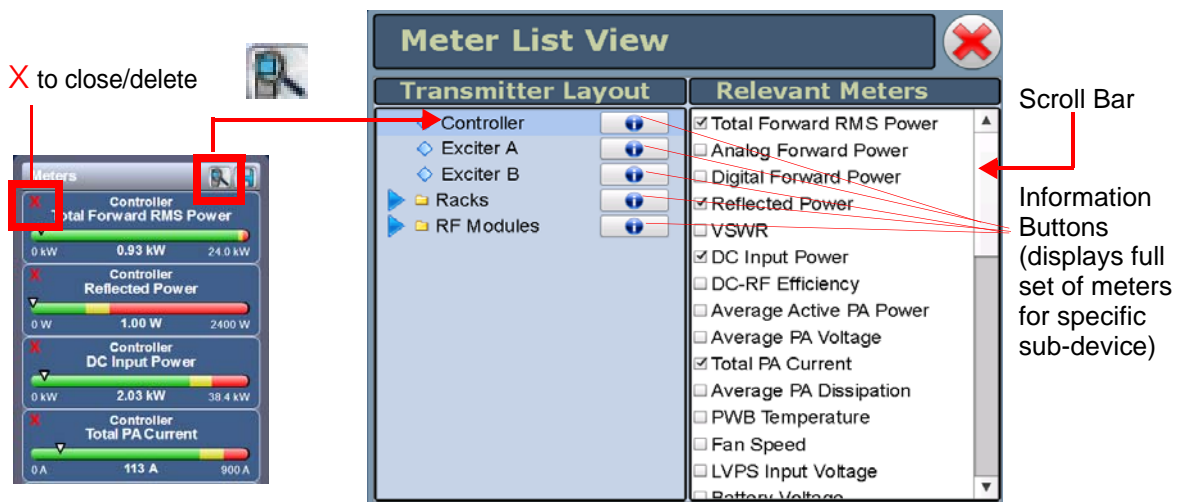 X to close/delete
Meters
X Controller
Total Forward RMS Power
0 kW 0.93 kW 24.0 kW
X Controller
Reflected Power
0 W 1.00 W 2400 W
X Controller
DC Input Power
0 kW 2.03 kW 38.4 kW
X Controller
Total PA Current
0 A 113 A 900 A
Meter List View
Transmitter Layout
Controller
Exciter A
Exciter B
Racks
RF Modules
Relevant Meters
Total Forward RMS Power
Analog Forward Power
Digital Forward Power
Reflected Power
VSWR
DC Input Power
DC-RF Efficiency
Average Active PA Power
Average PA Voltage
Total PA Current
Average PA Dissipation
PWB Temperature
Fan Speed
LVPS Input Voltage
Battery Voltage
Scroll Bar
Information
Buttons
(displays full
set of meters
for specific
sub-device)